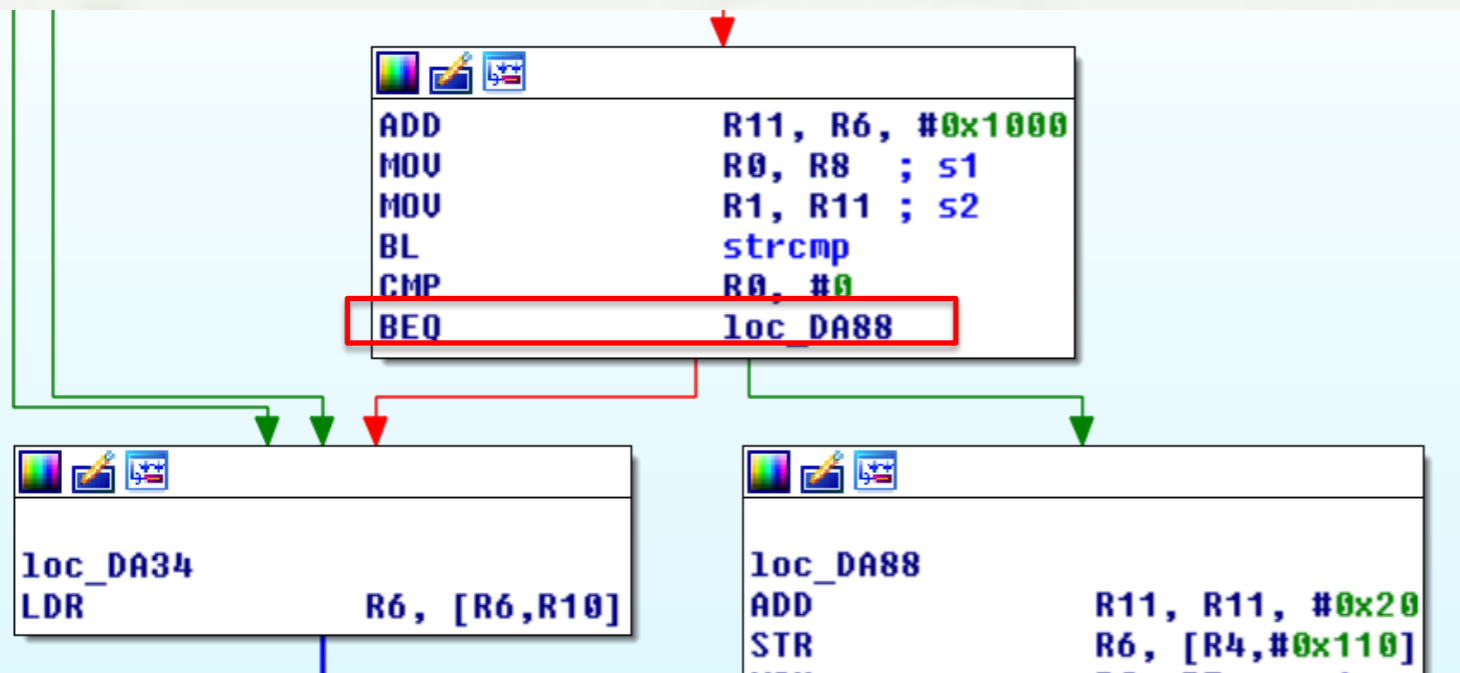 ADD R11, R6, #0x1000
MOV R0, R8 ; s1
MOV R1, R11 ; s2
BL strcmp
CMP R0, #0
BEQ loc_DA88
loc_DA34
LDR R6, [R6,R10]
loc_DA88
ADD R11, R11, #0x20
STR R6, [R4,#0x110]